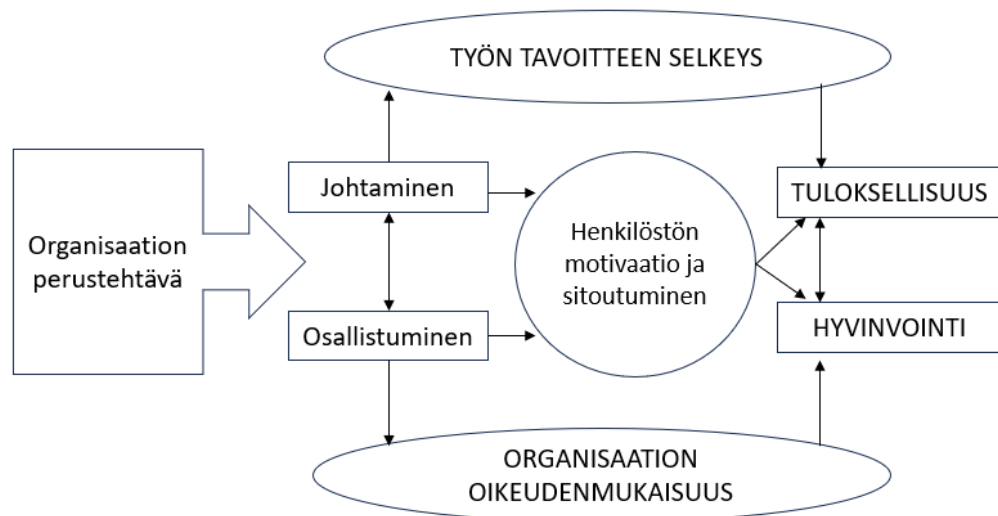 TYÖN TAVOITTEEN SELKEYS
Johtaminen
TULOKSELLISUUS
Organisaation
perustehtävä
Henkilöstön
motivaatio ja
sitoutuminen
Osallistuminen
HYVINVOINTI
ORGANISAATION
OIKEUDENMUKAISUUS